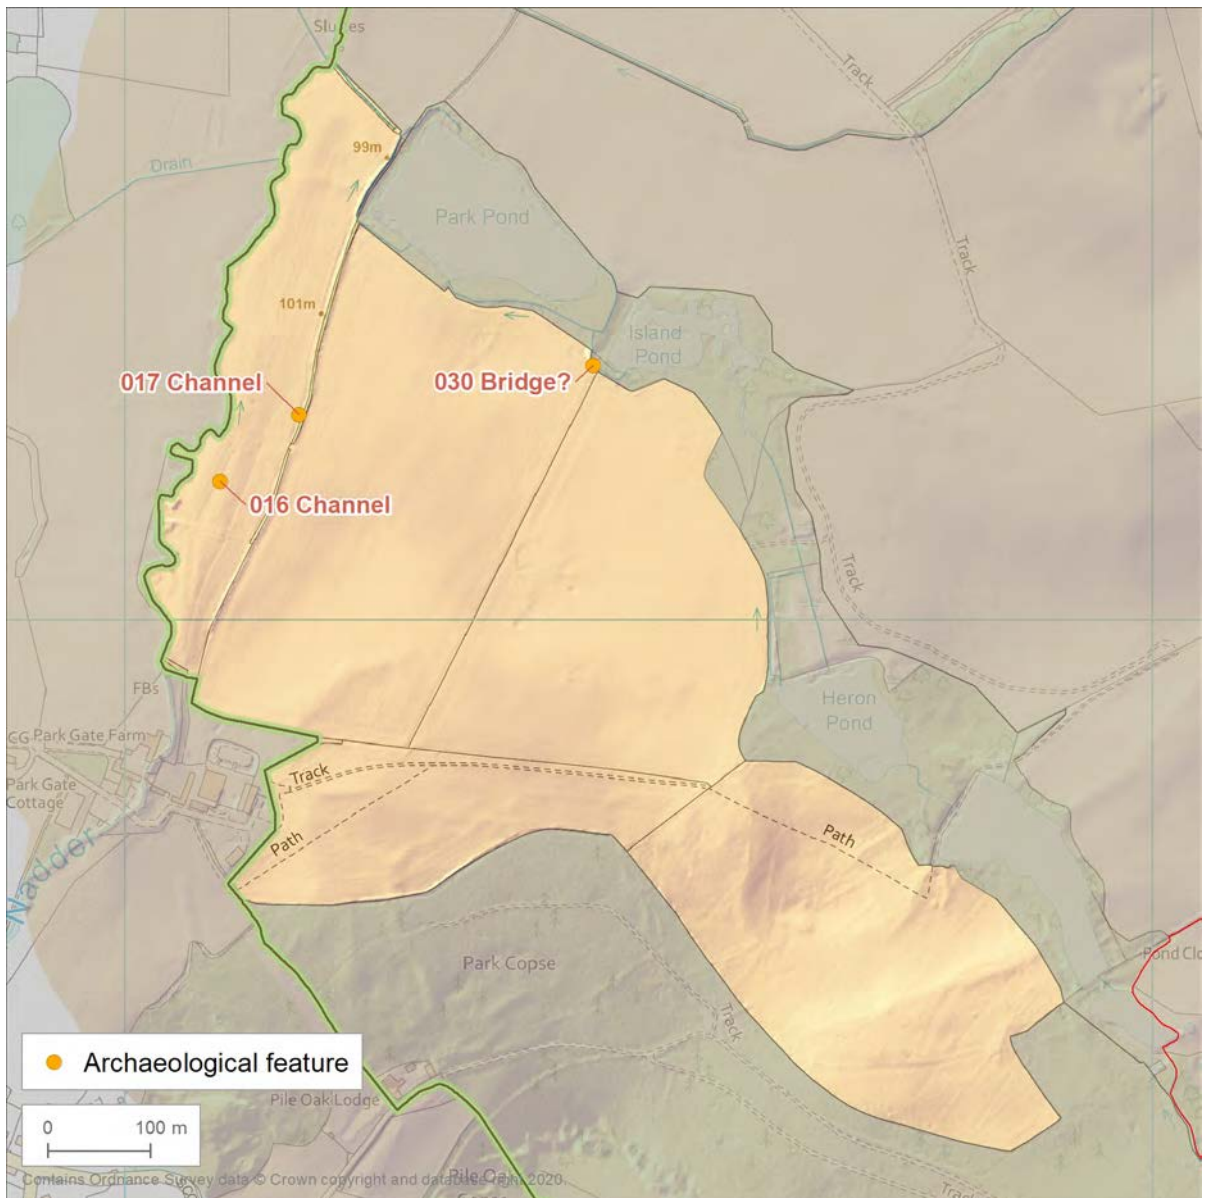 Track
Drain
99m
Park Pond
Track
101m
Island
Pond
017 Channel
030 Bridge?
016 Channel
Track
FBs
Heron
Pond
CG Park Gate Farm
Park Gate
Cottage
Track
Path
Path
Nadder
Park Copse
Track
Archaeological feature
Pile Oak Lodge
0 100 m
Contains Ordnance Survey data © Crown copyright and database right 2020.
Track